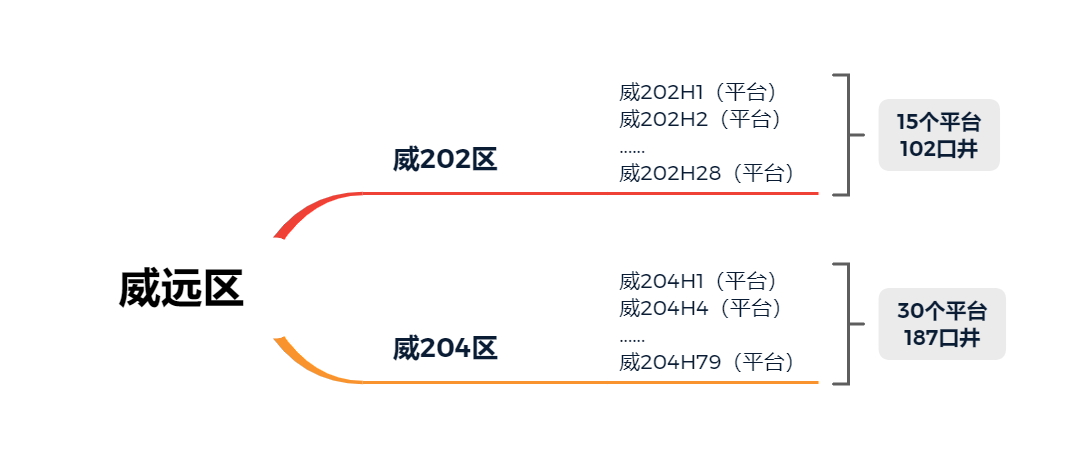 威远区
威202区
威202H1（平台）
威202H2（平台）
……
威202H28（平台）
15个平台
102口井
威204区
威204H1（平台）
威204H4（平台）
……
威204H79（平台）
30个平台
187口井